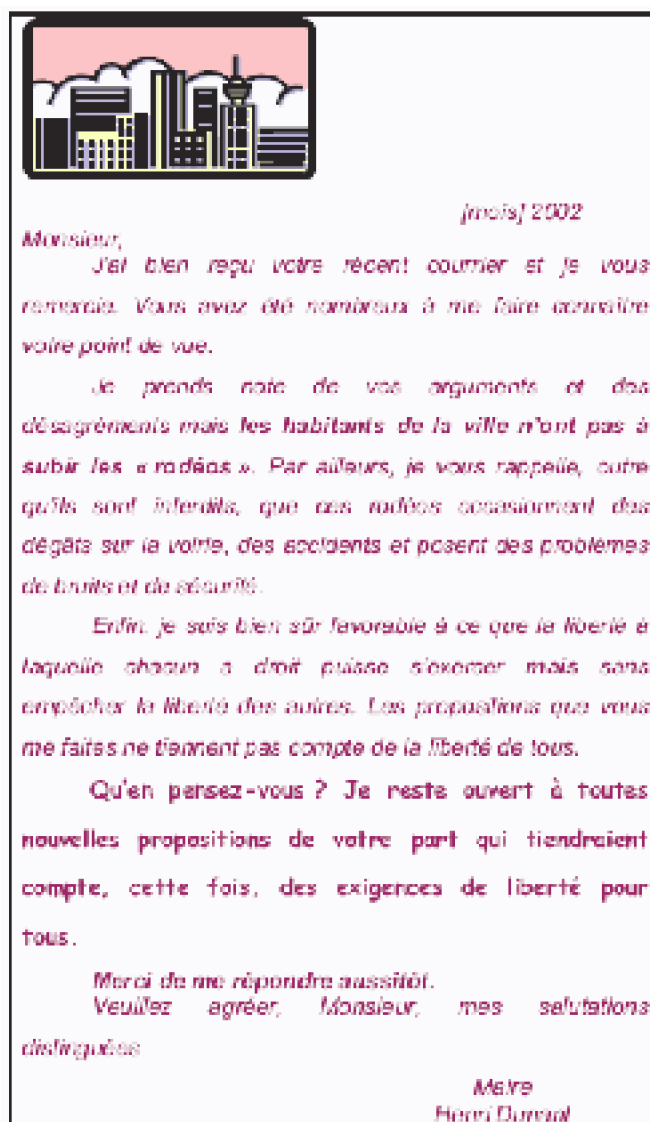 [mois] 2002
Monsieur,
J'ai bien reçu votre récent courrier et je vous
remercie. Vous avez été nombreux à me faire connaître
votre point de vue.
Je prends note de vos arguments et des
désagréments mais les habitants de la ville n'ont pas à
subir les « rodéos ». Par ailleurs, je vous rappelle, outre
qu'ils sont interdits, que ces rodéos occasionnent des
dégâts sur la voirie, des accidents et posent des problèmes
de bruits et de sécurité.
Enfin, je suis bien sûr favorable à ce que la liberté à
laquelle chacun a droit puisse s'exercer mais sans
empêcher la liberté des autres. Les propositions que vous
me faites ne tiennent pas compte de la liberté de tous.
Qu'en pensez-vous ? Je reste ouvert à toutes
nouvelles propositions de votre part qui tiendraient
compte, cette fois, des exigences de liberté pour
tous.
Merci de me répondre aussitôt.
Veuillez agréer, Monsieur, mes salutations
distinguées
Maire
Henri